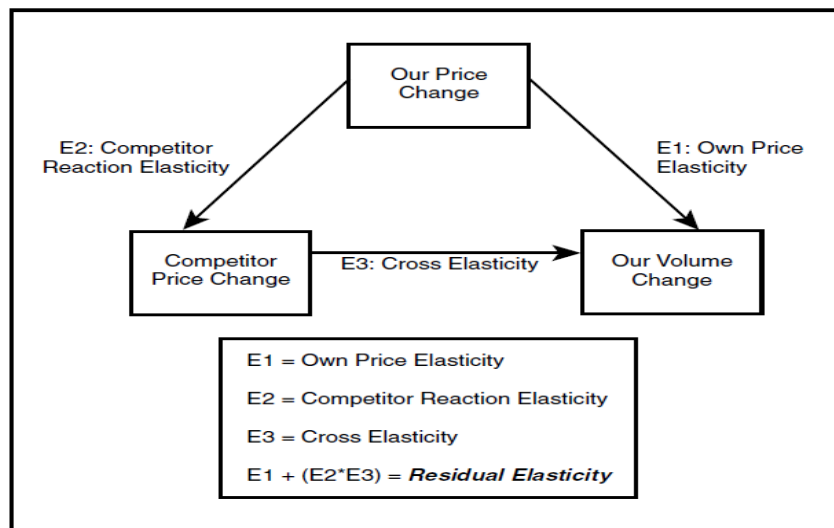 Our Price
Change
E2: Competitor
Reaction Elasticity
E1: Own Price
Elasticity
Competitor
Price Change
E3: Cross Elasticity
Our Volume
Change
E1 = Own Price Elasticity
E2 = Competitor Reaction Elasticity
E3 = Cross Elasticity
E1 + (E2*E3) = Residual Elasticity